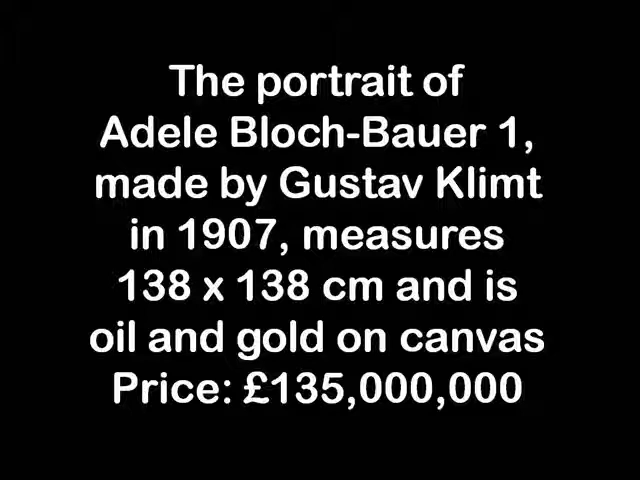 The portrait of
Adele Bloch-Bauer 1,
made by Gustav Klimt
in 1907, measures
138 x 138 cm and is
oil and gold on canvas
Price: £135,000,000